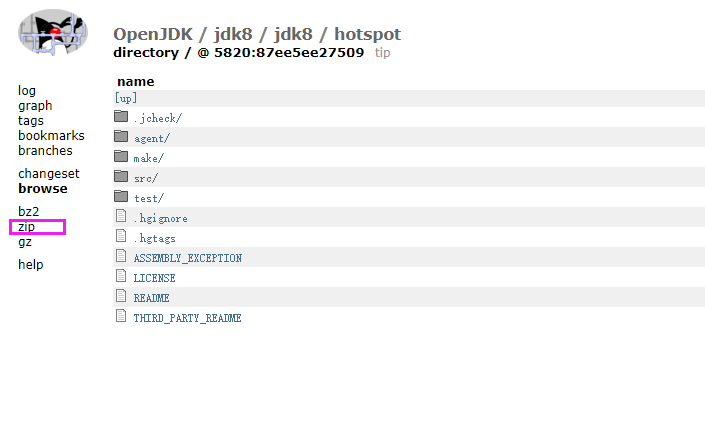 OpenJDK / jdk8 / jdk8 / hotspot
directory / @ 5820:87ee5ee27509 tip
log
graph
tags
bookmarks
branches
changeset
browse
bz2
zip
gz
help
name
[up]
.jcheck/
agent/
make/
src/
test/
.hgignore
.hgtags
ASSEMBLY_EXCEPTION
LICENSE
README
THIRD_PARTY_README